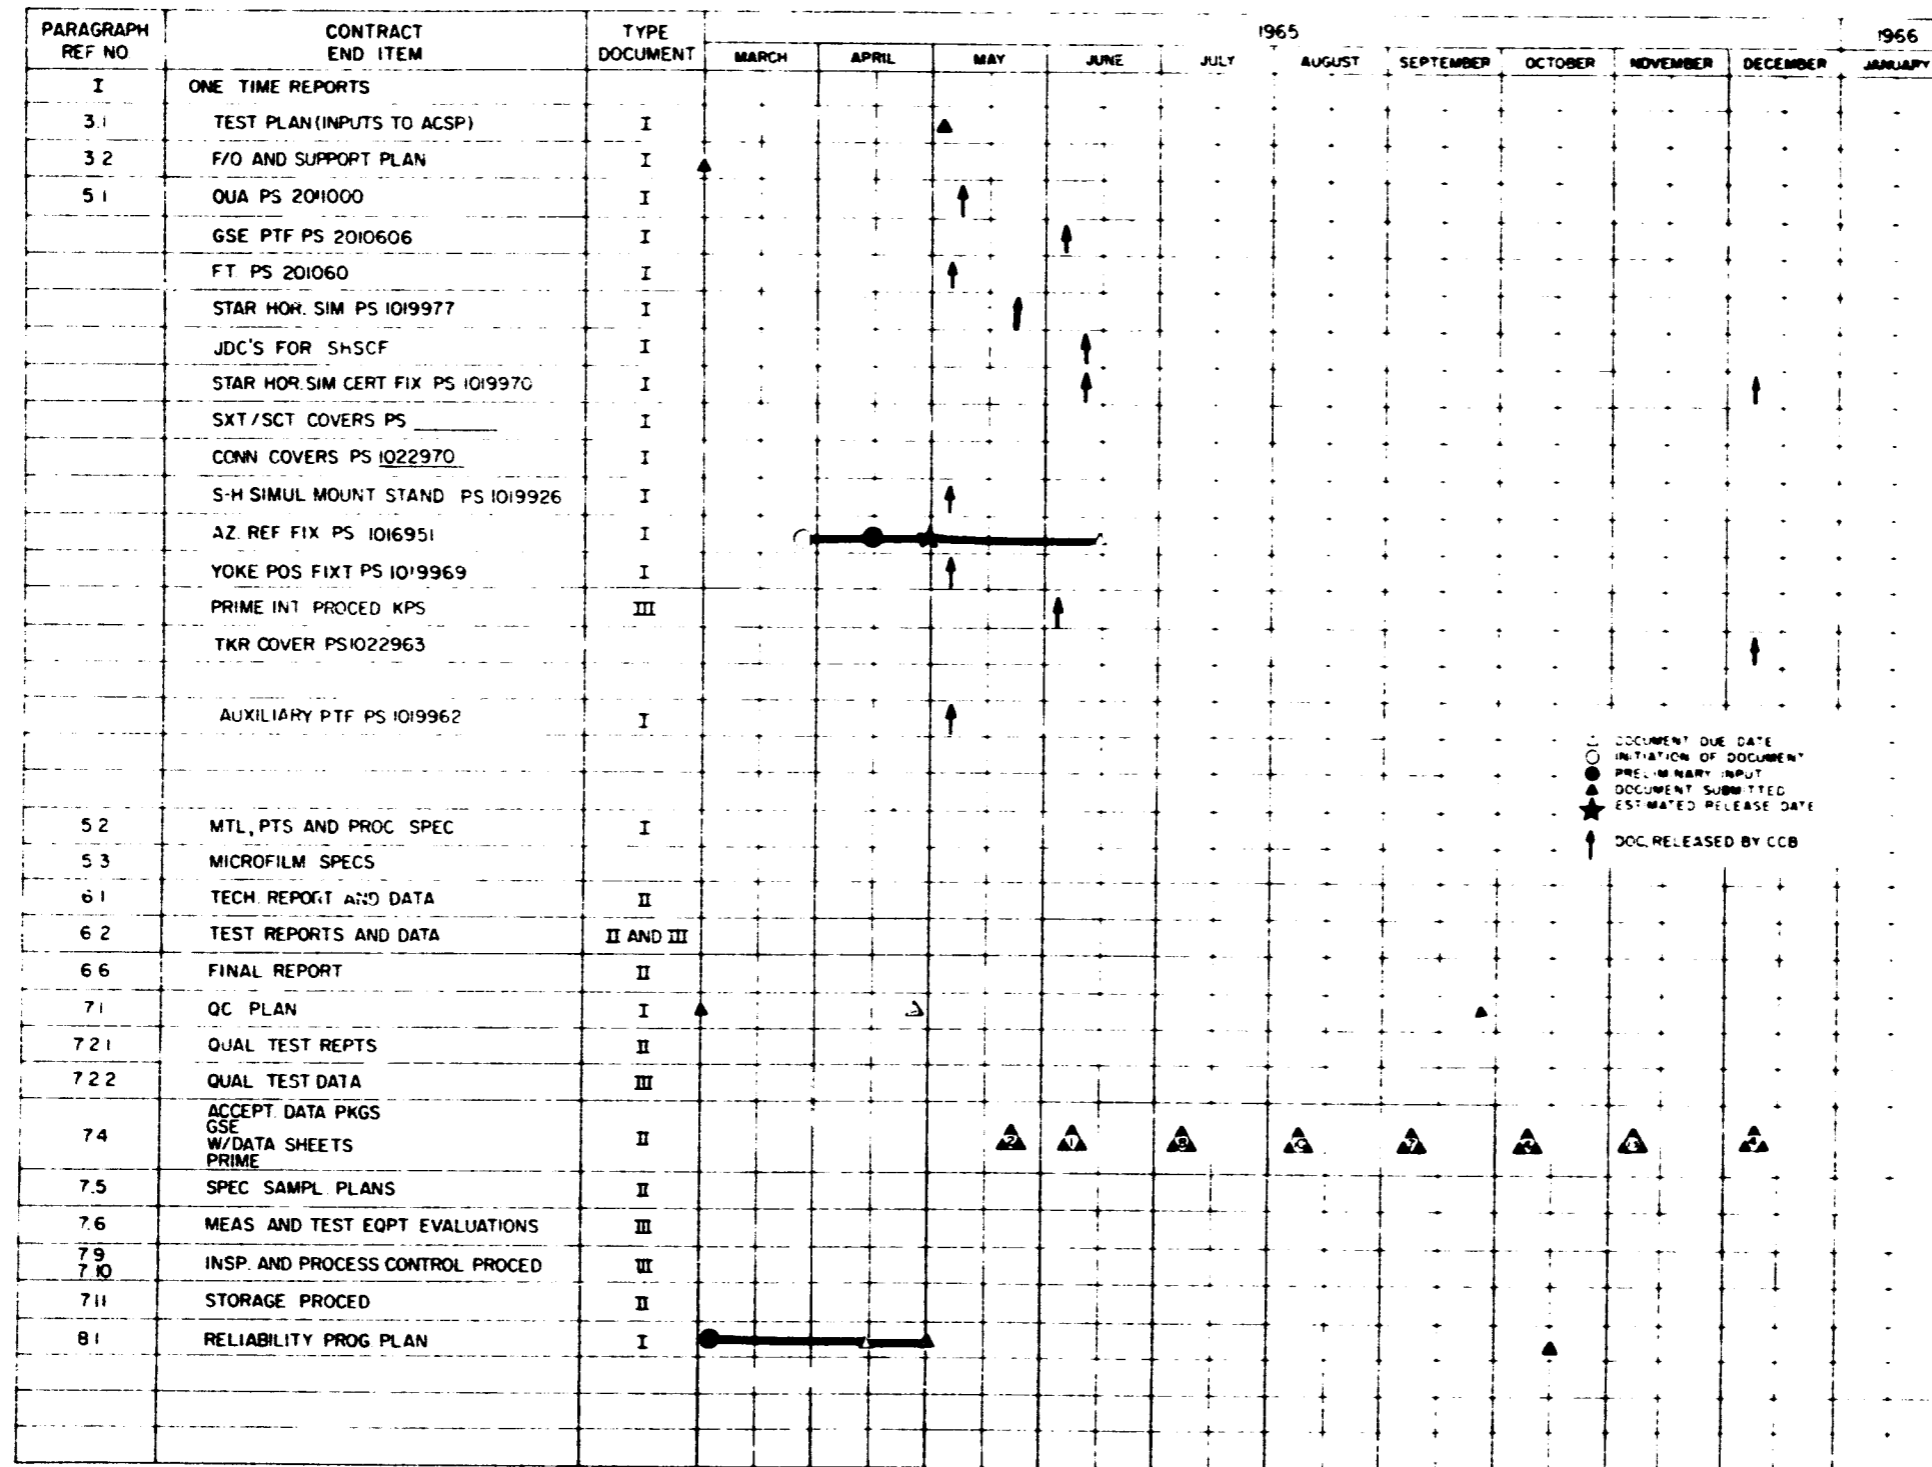 PARAGRAPH REF NO. CONTRACT END ITEM TYPE DOCUMENT 1965 1966
MARCH APRIL MAY JUNE JULY AUGUST SEPTEMBER OCTOBER NOVEMBER DECEMBER JANUARY
I ONE TIME REPORTS
3.1 TEST PLAN (INPUTS TO ACSP) I
3 2 F/O AND SUPPORT PLAN I
5 1 QUA PS 2011000 I
GSE PTF PS 2010606 I
FT PS 201060 I
STAR HOR. SIM PS 1019977 I
JDC'S FOR SHSCF I
STAR HOR. SIM CERT FIX PS 1019970 I
SXT/SCT COVERS PS I
CONN COVERS PS 1022970 I
S-H SIMUL MOUNT STAND PS 1019926 I
AZ. REF FIX PS 1016951 I
YOKE POS FIXT PS 1019969 I
PRIME INT PROCED KPS III
TKR COVER PS1022963
AUXILIARY PTF PS 1019962 I
DOCUMENT DUE DATE
INITIATION OF DOCUMENT
PRELIMINARY INPUT
DOCUMENT SUBMITTED
ESTIMATED RELEASE DATE
DOC. RELEASED BY CCB
5 2 MTL, PTS AND PROC SPEC I
5 3 MICROFILM SPECS
6 1 TECH. REPORT AND DATA II
6 2 TEST REPORTS AND DATA II AND III
6 6 FINAL REPORT II
7 1 QC PLAN I
7 2 1 QUAL TEST REPTS II
7 2 2 QUAL TEST DATA III
ACCEPT. DATA PKGS
GSE
7 4 W/DATA SHEETS II 2 1 8 7 3 4
PRIME
7.5 SPEC SAMPL. PLANS II
7.6 MEAS AND TEST EQPT EVALUATIONS III
7 9
7 10 INSP. AND PROCESS CONTROL PROCED III
7 11 STORAGE PROCED II
8 1 RELIABILITY PROG PLAN I